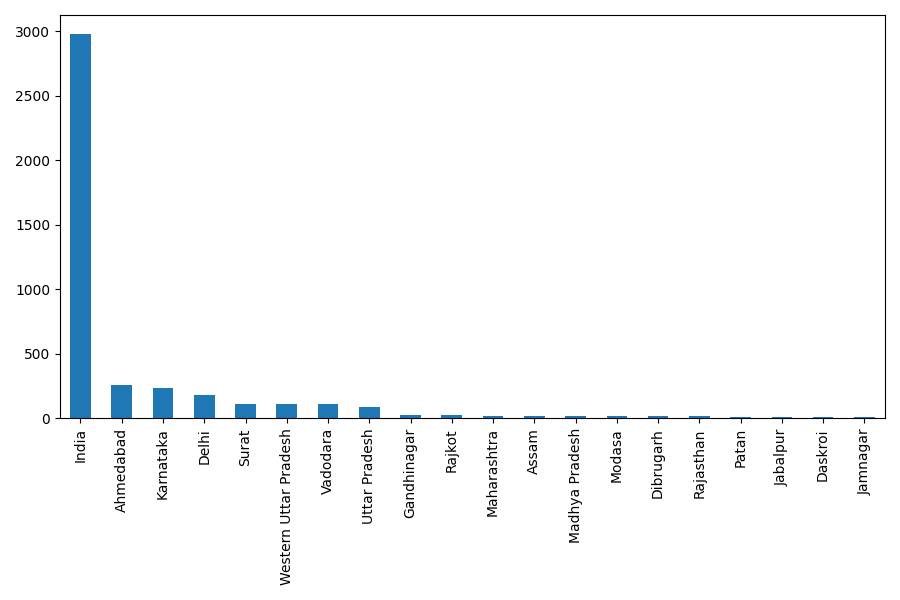 3000
2500
2000
1500
1000
500
0
India
Ahmedabad
Karnataka
Delhi
Surat
Western Uttar Pradesh
Vadodara
Uttar Pradesh
Gandhinagar
Rajkot
Maharashtra
Assam
Madhya Pradesh
Modasa
Dibrugarh
Rajasthan
Patan
Jabalpur
Daskroi
Jamnagar